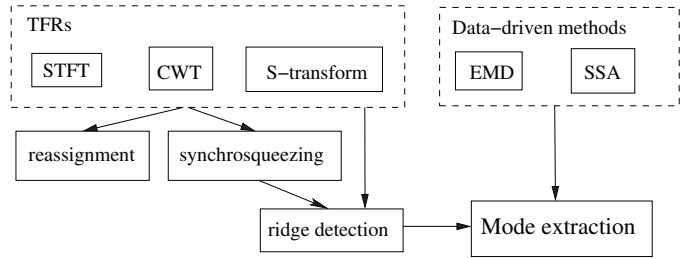 TFRs
Data-driven methods
STFT
CWT
S-transform
EMD
SSA
reassignment
synchrosqueezing
ridge detection
Mode extraction